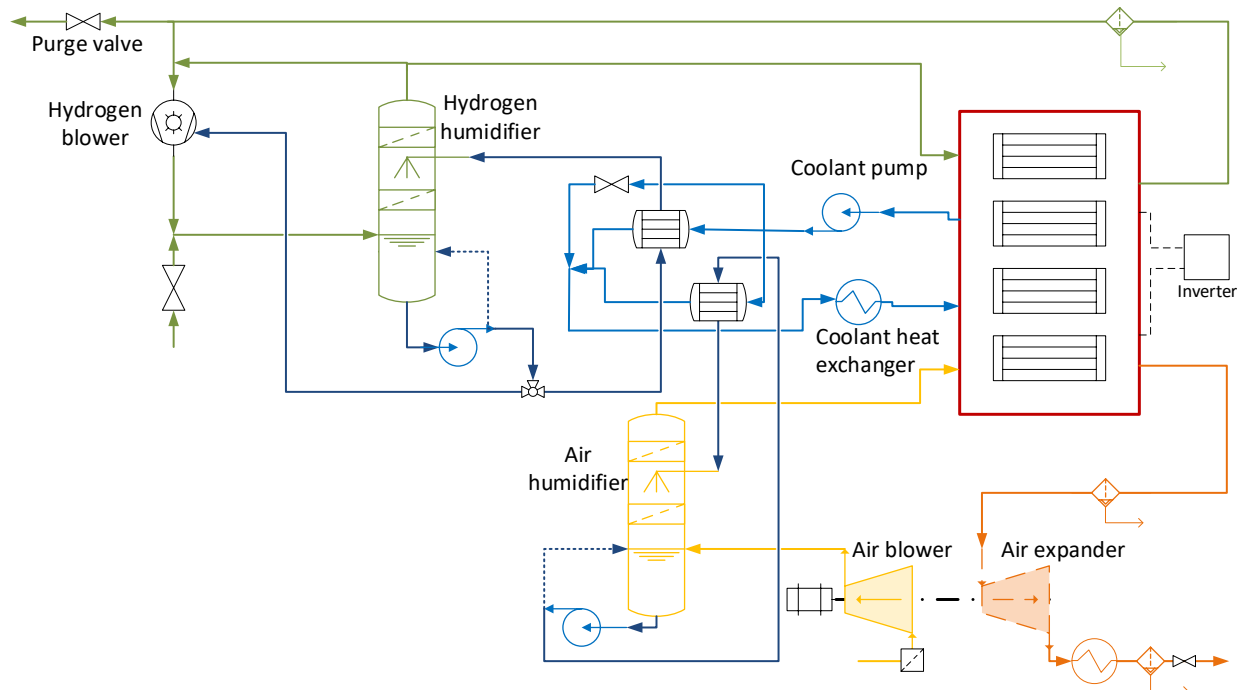 Purge valve
Hydrogen
blower
Hydrogen
humidifier
Coolant pump
Inverter
Coolant heat
exchanger
Air
humidifier
Air blower
Air expander